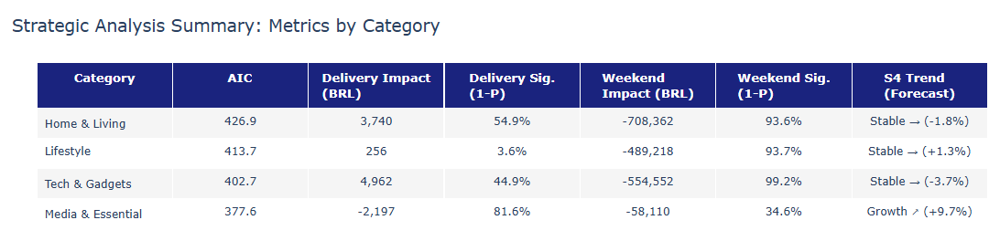 Strategic Analysis Summary: Metrics by Category
Category AIC Delivery Impact (BRL) Delivery Sig. (1-P) Weekend Impact (BRL) Weekend Sig. (1-P) S4 Trend (Forecast)
Home & Living 426.9 3,740 54.9% -708,362 93.6% Stable → (-1.8%)
Lifestyle 413.7 256 3.6% -489,218 93.7% Stable → (+1.3%)
Tech & Gadgets 402.7 4,962 44.9% -554,552 99.2% Stable → (-3.7%)
Media & Essential 377.6 -2,197 81.6% -58,110 34.6% Growth ↗ (+9.7%)